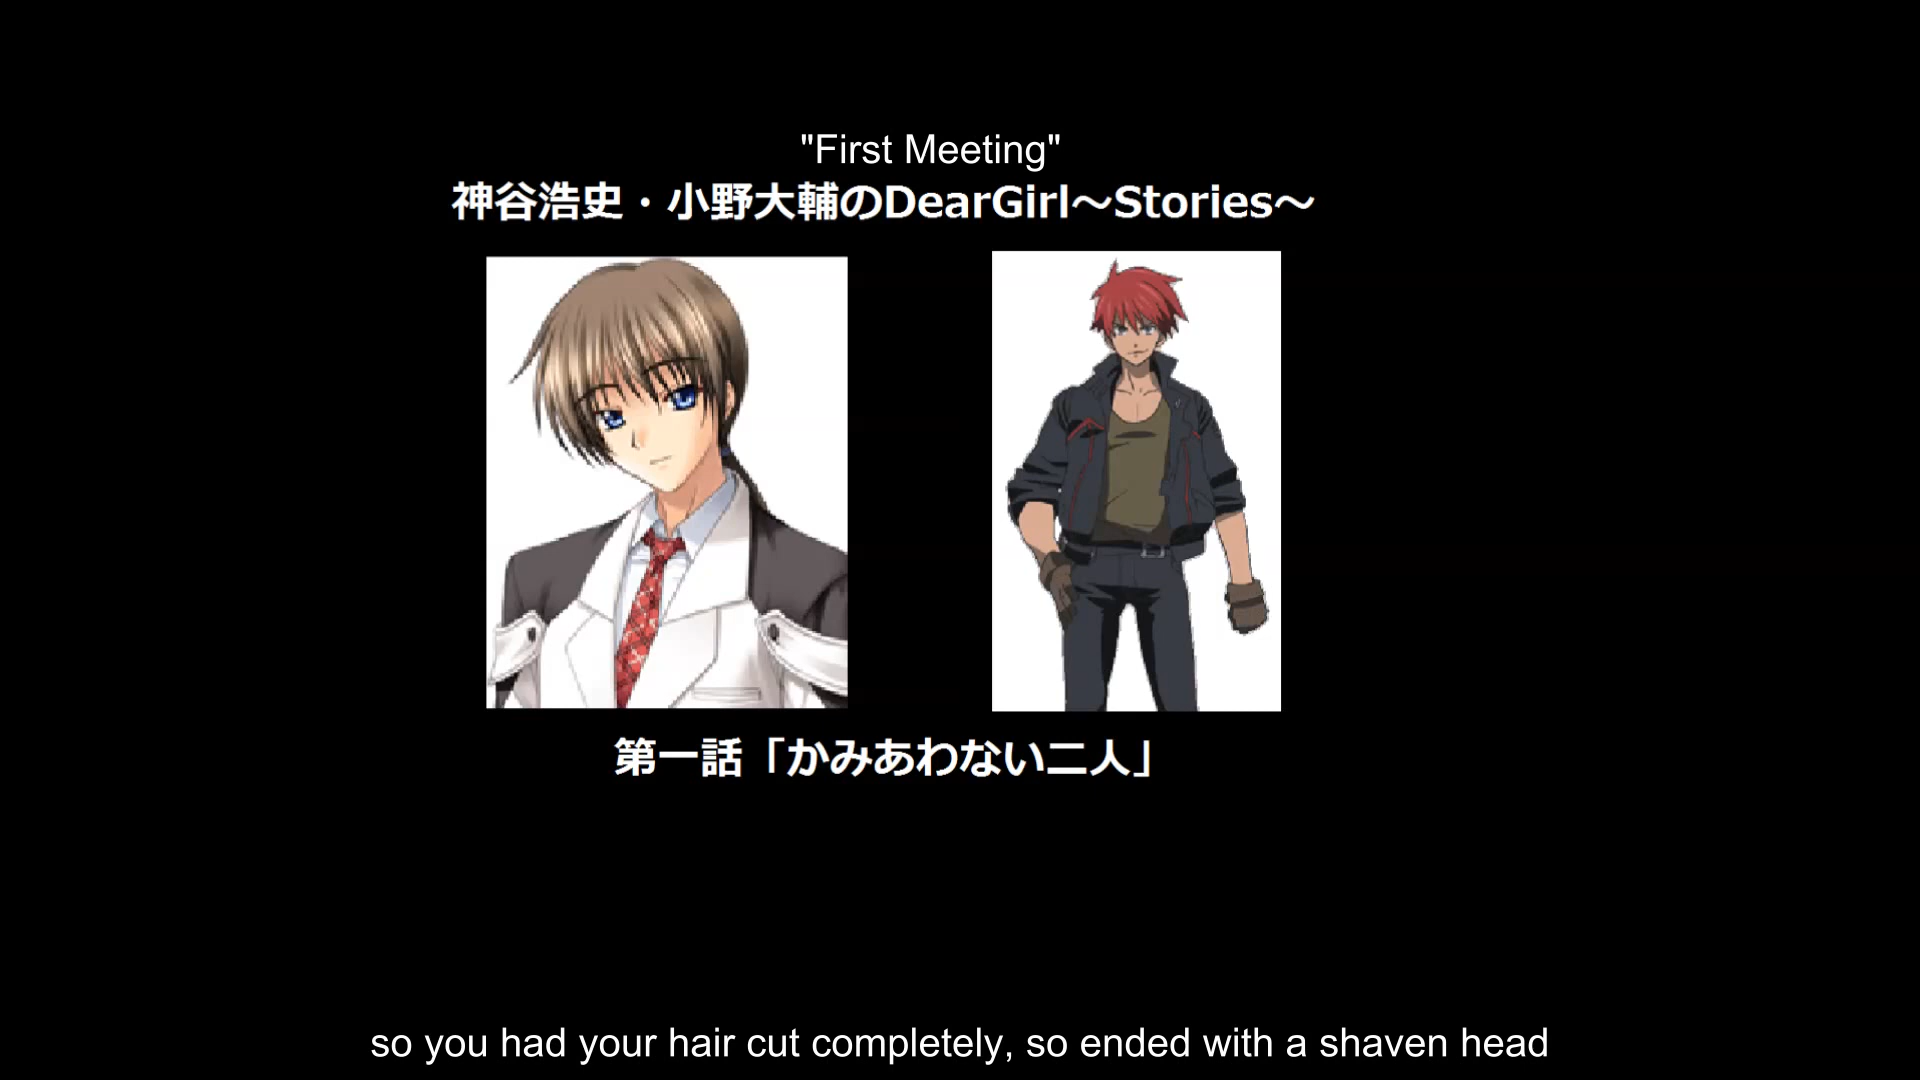 "First Meeting"
神谷浩史・小野大輔のDearGirl～Stories～
第一話「かみあわない二人」
so you had your hair cut completely, so ended with a shaven head